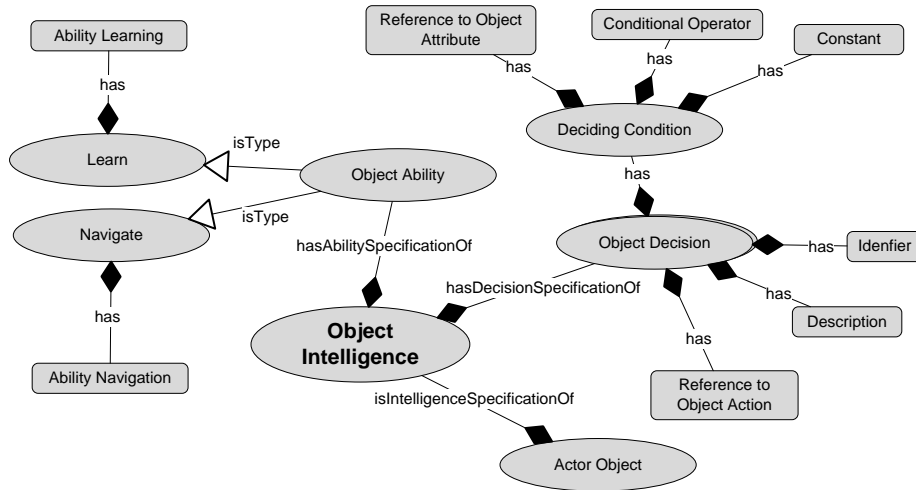 Reference to Object
Attribute
Conditional Operator
Constant
Ability Learning
has
has
has
has
Deciding Condition
isType
Learn
Object Ability
has
isType
Navigate
Object Decision
hasAbilitySpecificationOf
has
Idenfier
hasDecisionSpecificationOf
has
has
Description
Object
Intelligence
has
Ability Navigation
Reference to
Object Action
isIntelligenceSpecificationOf
Actor Object